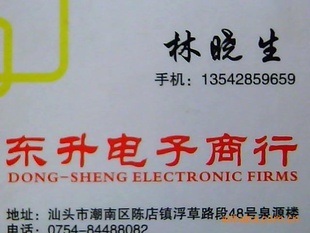 林晓生
手机：13542859659
东升电子商行
DONG-SHENG ELECTRONIC FIRMS
地址：汕头市潮南区陈店镇浮草路段48号泉源楼
电话：0754-84488082